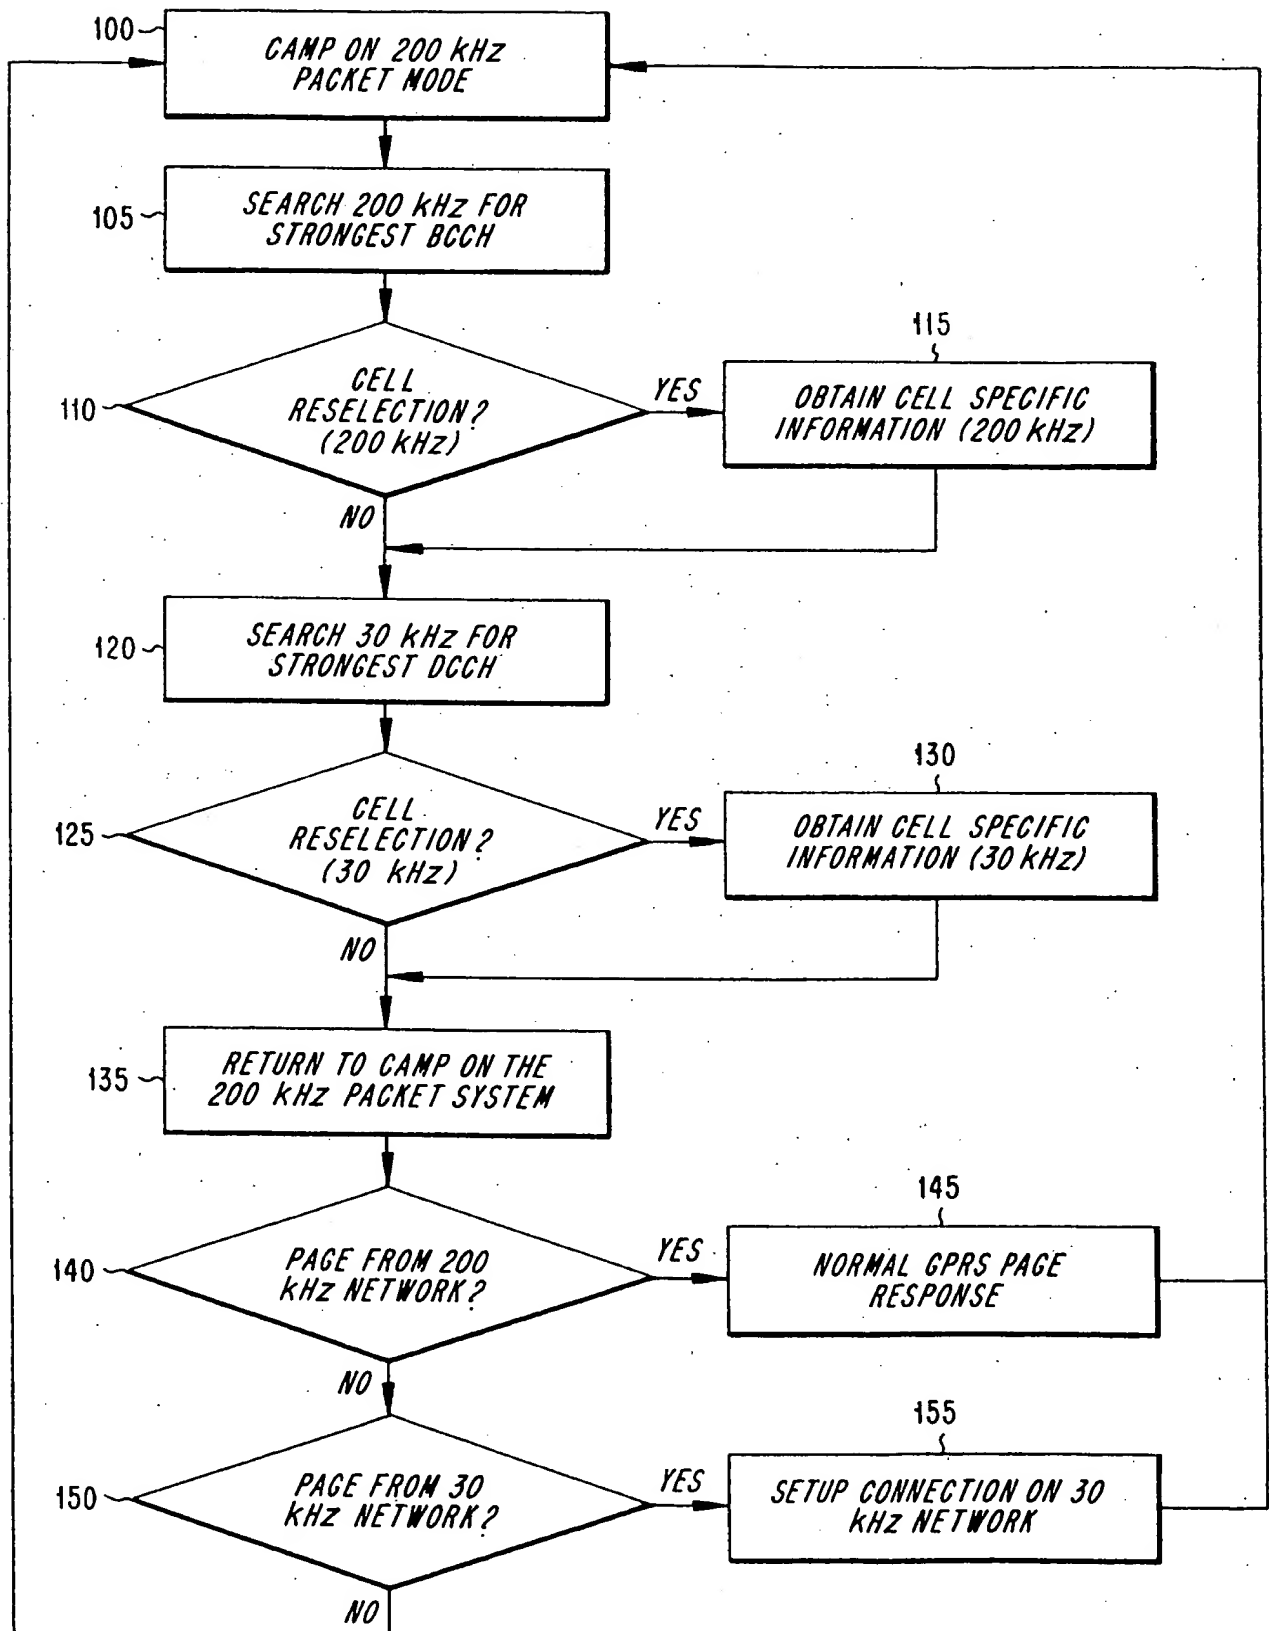 100
CAMP ON 200 kHz
PACKET MODE
105
SEARCH 200 kHz FOR
STRONGEST BCCH
110
CELL
RESELECTION?
(200 kHz)
YES
115
OBTAIN CELL SPECIFIC
INFORMATION (200 kHz)
NO
120
SEARCH 30 kHz FOR
STRONGEST DCCH
125
CELL
RESELECTION?
(30 kHz)
YES
130
OBTAIN CELL SPECIFIC
INFORMATION (30 kHz)
NO
135
RETURN TO CAMP ON THE
200 kHz PACKET SYSTEM
140
PAGE FROM 200
kHz NETWORK?
YES
145
NORMAL GPRS PAGE
RESPONSE
NO
150
PAGE FROM 30
kHz NETWORK?
YES
155
SETUP CONNECTION ON 30
kHz NETWORK
NO